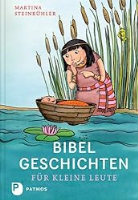 MARTINA
STEINKÜHLER
BIBEL
GESCHICHTEN
FÜR KLEINE LEUTE
PATMOS